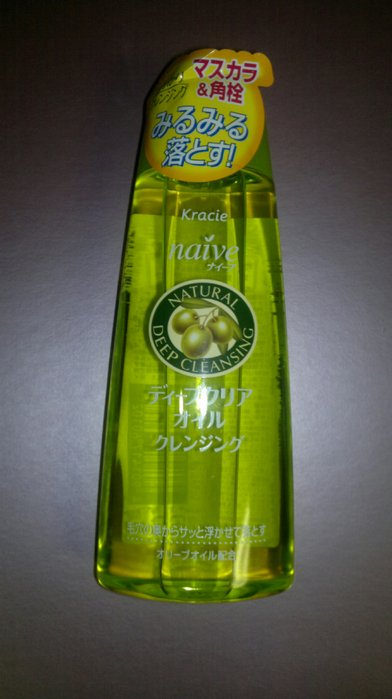 マスカラ
&角栓
みるみる
落とす!
Kracie
naïve
ナイーブ
NATURAL
DEEP CLEANSING
ディープクリア
オイル
クレンジング
毛穴の奥からサッと浮かせて落とす
オリーブオイル配合